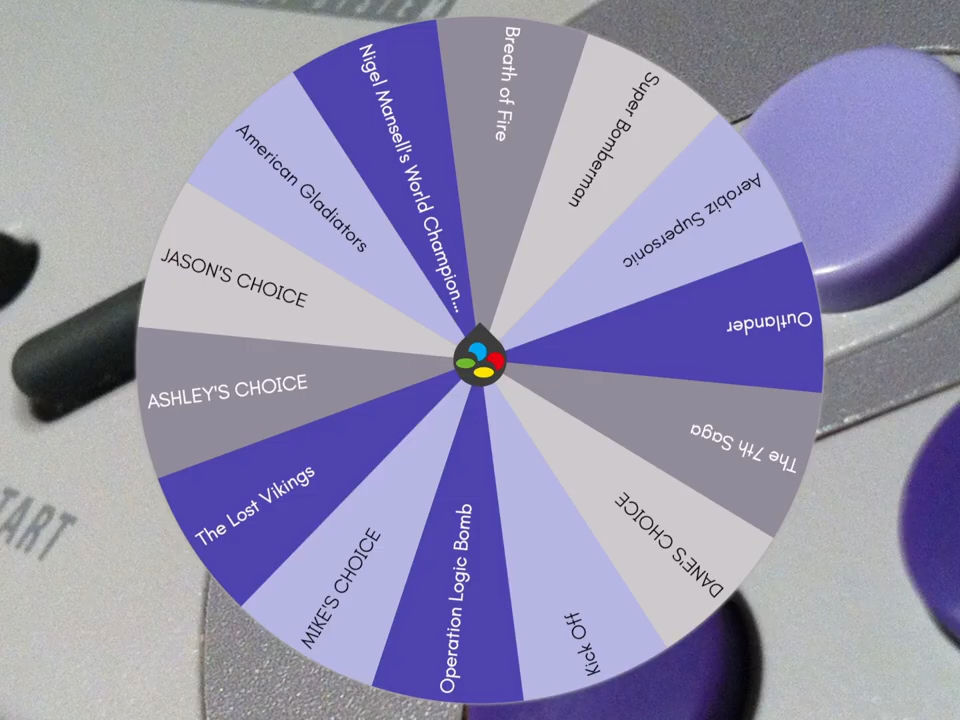 Breath of Fire
Super Bomberman
Aerobiz Supersonic
Outlander
The 7th Saga
DANE'S CHOICE
Kick Off
Operation Logic Bomb
MIKE'S CHOICE
The Lost Vikings
ASHLEY'S CHOICE
JASON'S CHOICE
American Gladiators
Nigel Mansell's World Champion...